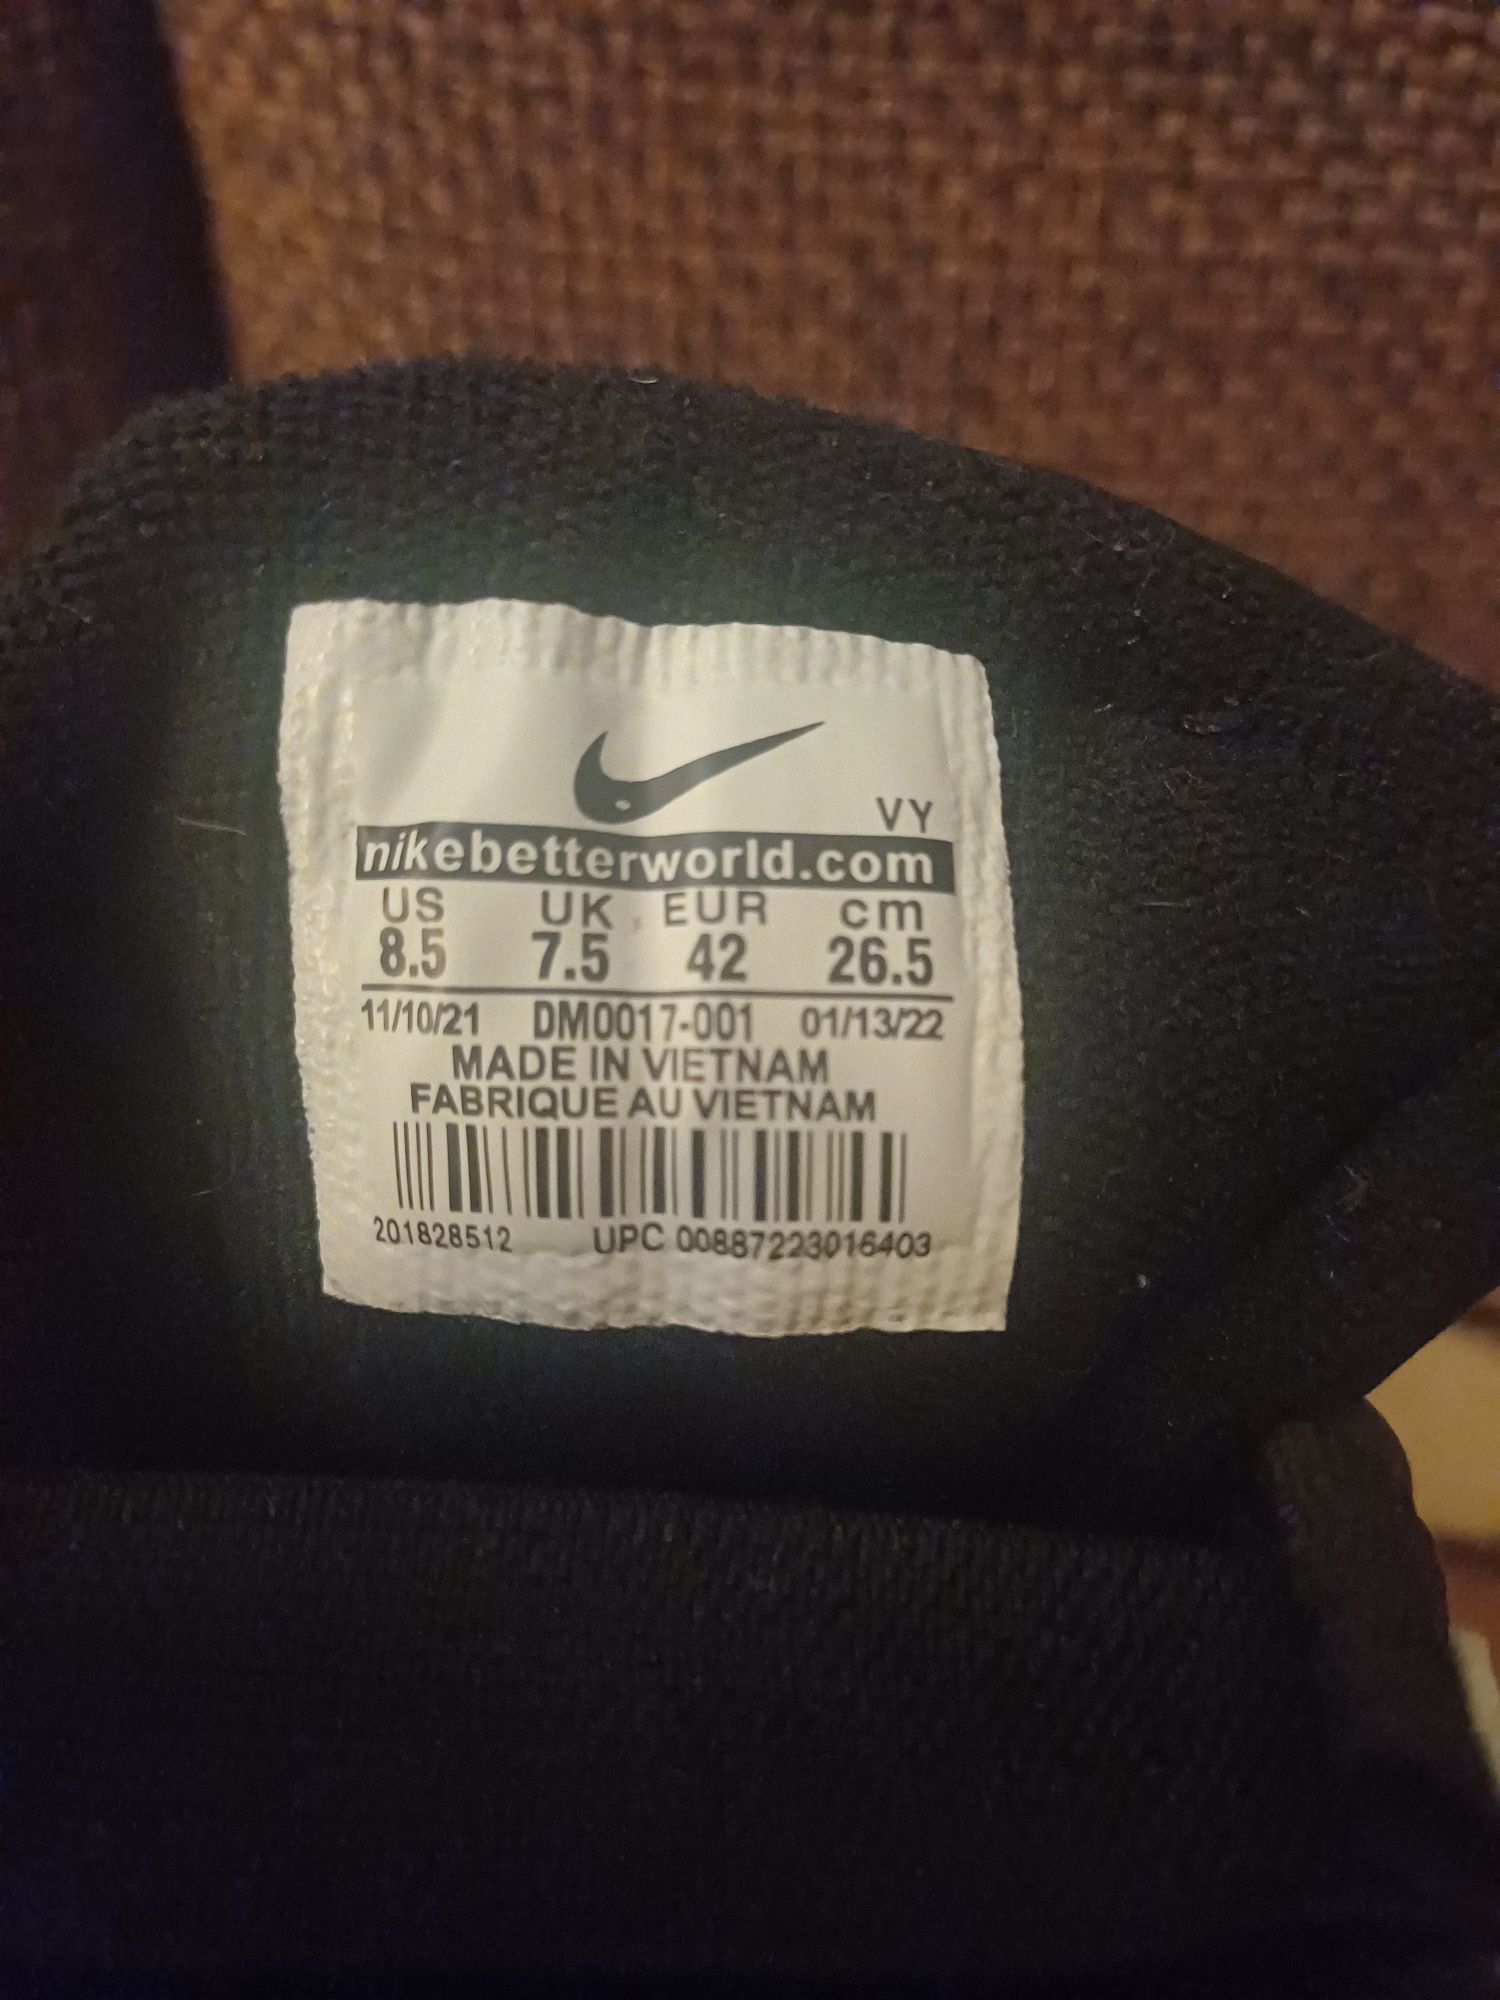 VY
nikebetterworld.com
US UK EUR cm
8.5 7.5 42 26.5
11/10/21 DM0017-001 01/13/22
MADE IN VIETNAM
FABRIQUE AU VIETNAM
201828512 UPC 00887223016403